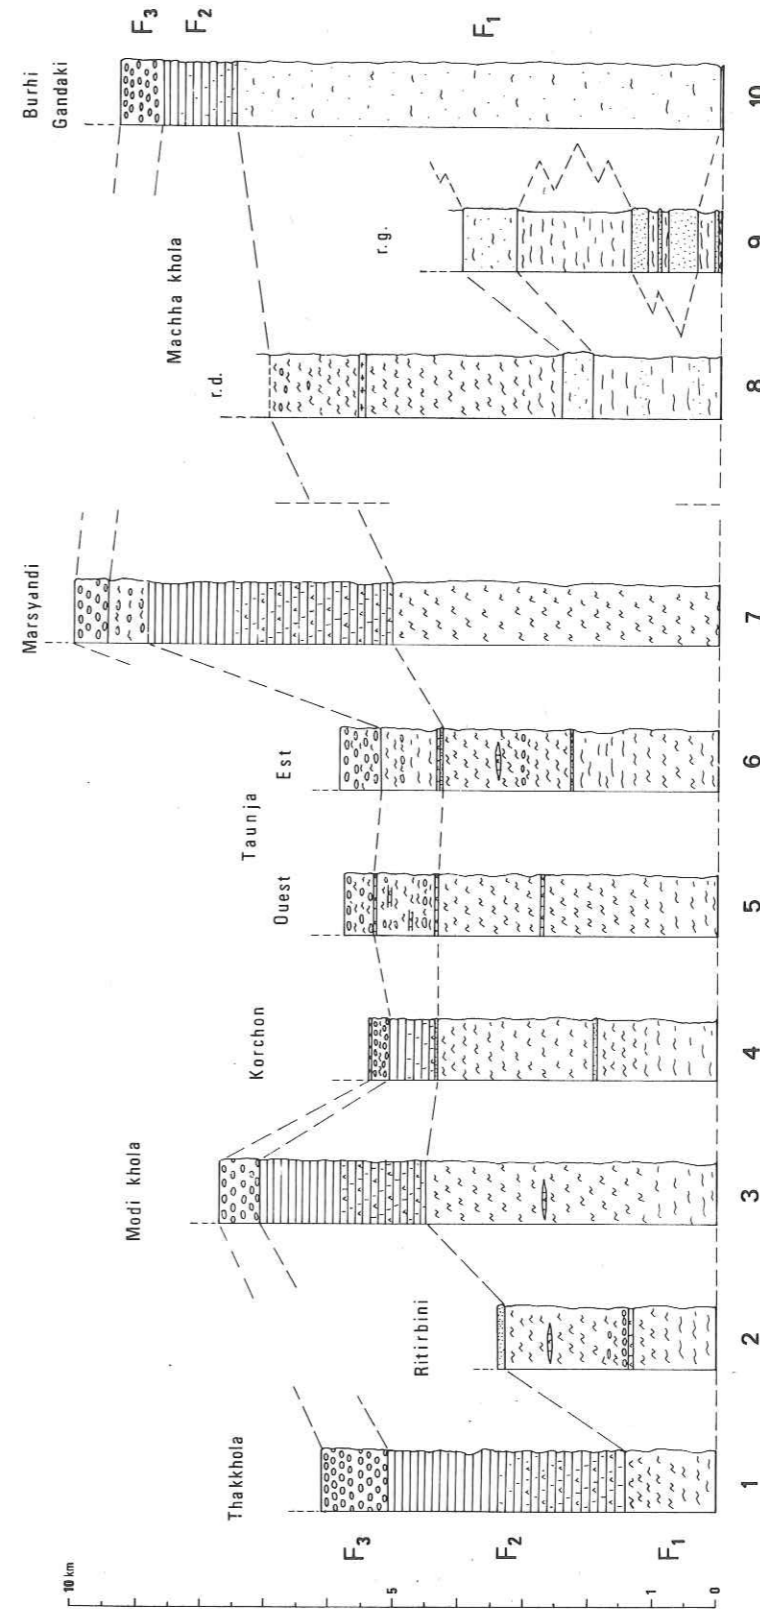 F3 F2 F1
Burhi
Gandaki
10
Machha khola
r.g.
9
r.d.
8
Marsyandi
7
Taunja
Est
6
Ouest
5
Korchon
4
Modi khola
3
Ritirbini
2
Thakkhola
1
F3 F2 F1
10 km
5
1
0